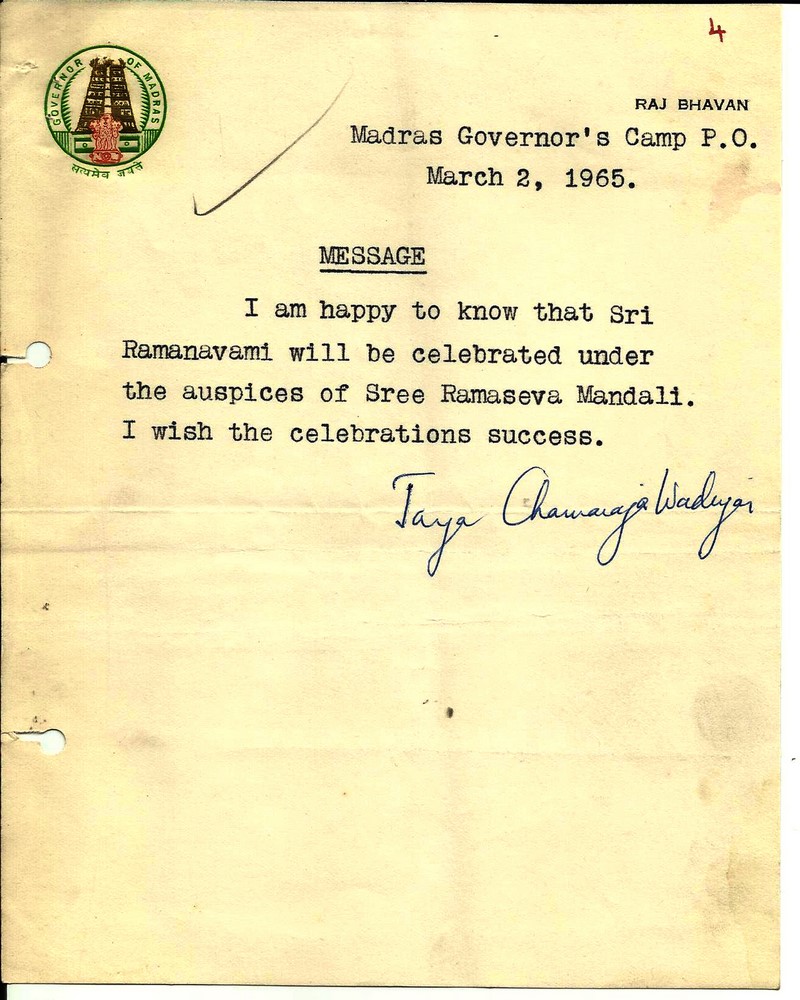 4
GOVERNOR OF MADRAS
सत्यमेव जयते
RAJ BHAVAN
Madras Governor's Camp P.O.
March 2, 1965.
MESSAGE
I am happy to know that Sri
Ramanavami will be celebrated under
the auspices of Sree Ramaseva Mandali.
I wish the celebrations success.
Jaya Chamaraja Wadiyar